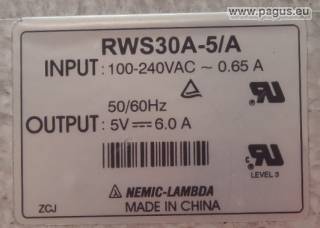 www.pagus.eu
RWS30A-5/A
INPUT: 100-240VAC ~ 0.65 A
50/60Hz
OUTPUT: 5V⎓ 6.0 A
LEVEL 3
NEMIC-LAMBDA
ZCJ MADE IN CHINA